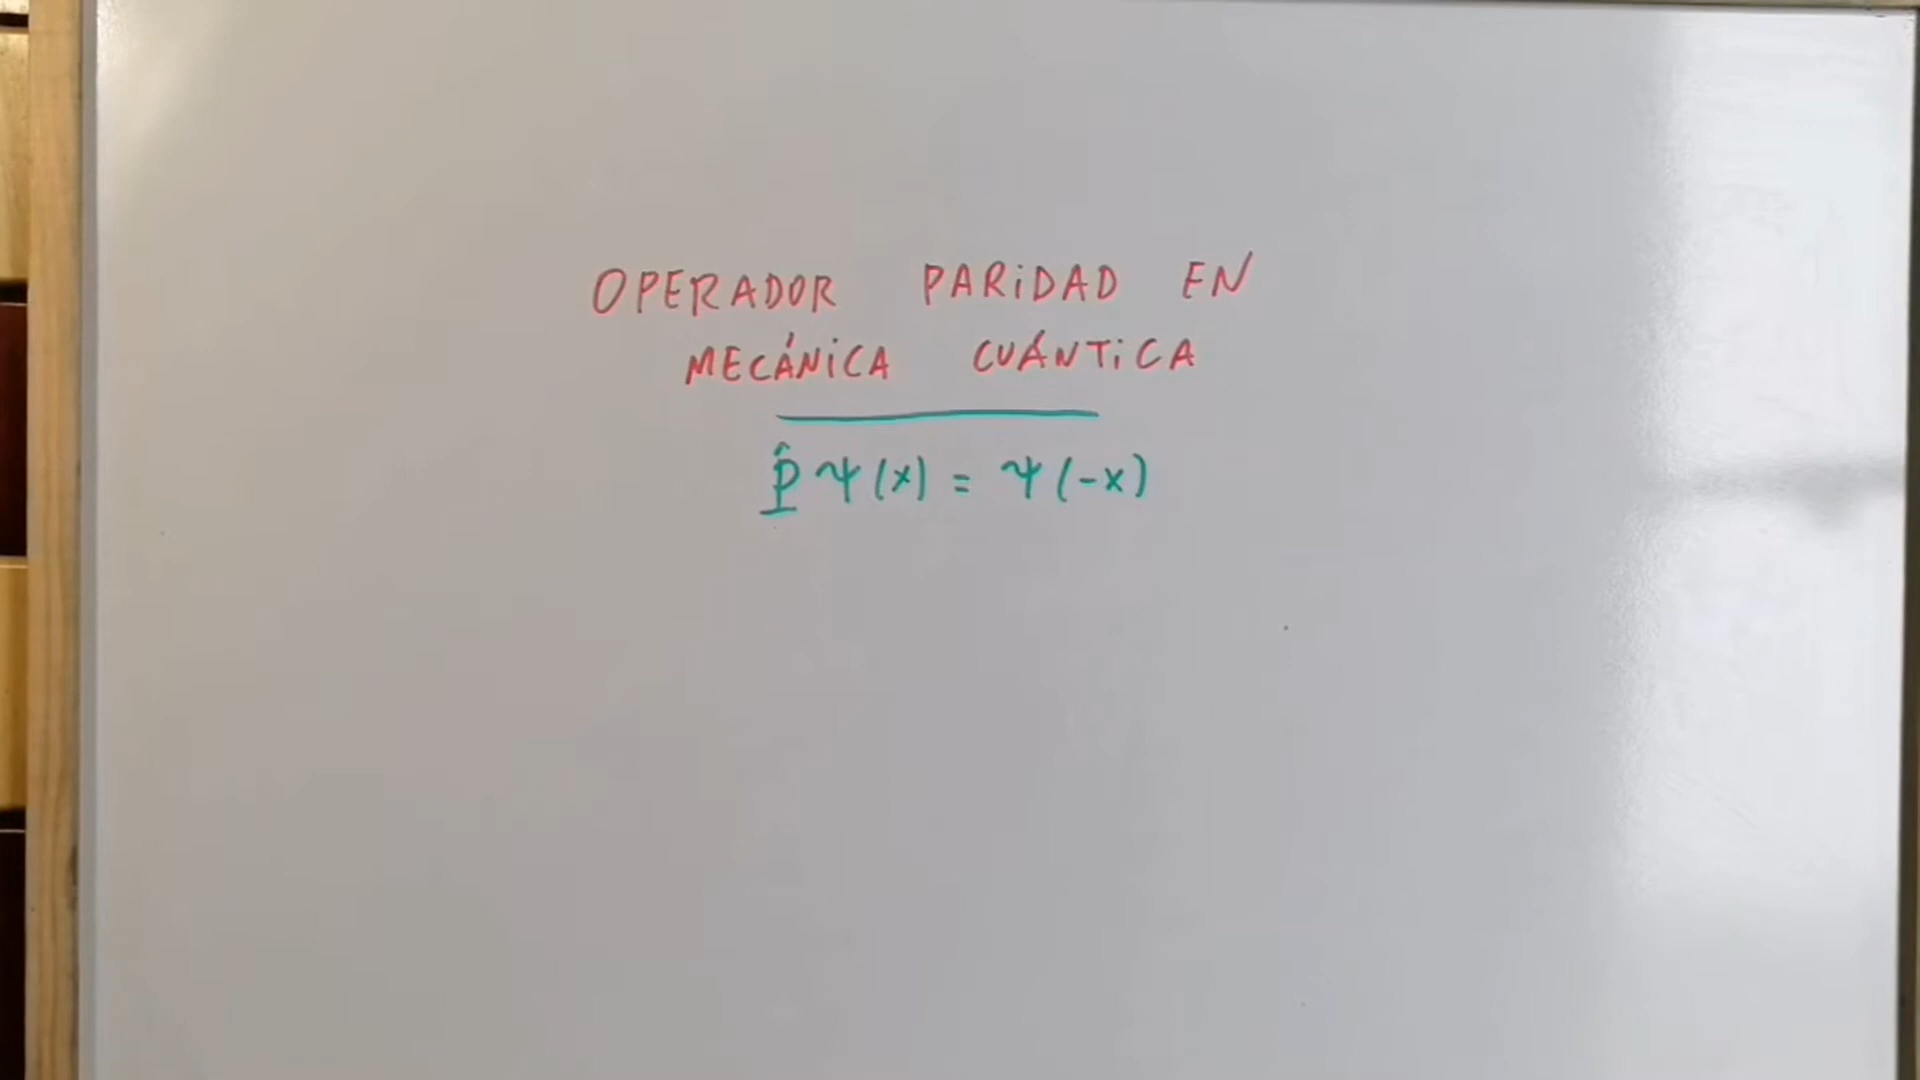 OPERADOR PARIDAD EN
MECÁNICA CUÁNTICA
P̂ Ψ(x) = Ψ(-x)